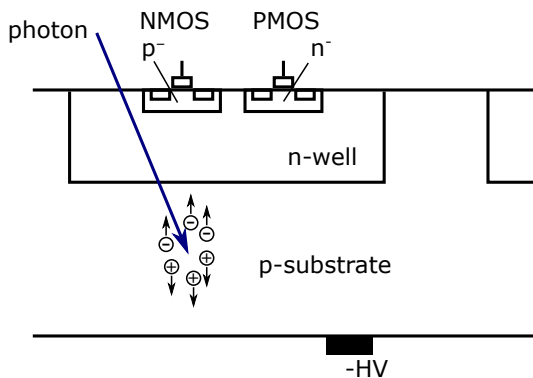 NMOS
PMOS
photon
p⁻
n⁻
n-well
p-substrate
-HV